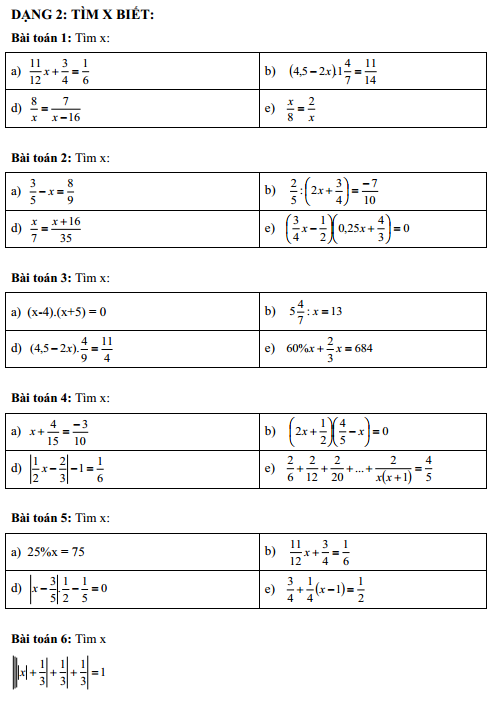 DẠNG 2: TÌM X BIẾT:
Bài toán 1: Tìm x:
a) 11/12 x + 3/4 = 1/6
b) (4,5 − 2x).1 4/7 = 11/14
d) 8/x = 7/(x − 16)
e) x/8 = 2/x
Bài toán 2: Tìm x:
a) 3/5 − x = 8/9
b) 2/5 : (2x + 3/4) = −7/10
d) x/7 = (x + 16)/35
e) (3/4 x − 1/2)(0,25x + 4/3) = 0
Bài toán 3: Tìm x:
a) (x-4).(x+5) = 0
b) 5 4/7 : x = 13
d) (4,5 − 2x). 4/9 = 11/4
e) 60%x + 2/3 x = 684
Bài toán 4: Tìm x:
a) x + 4/15 = −3/10
b) (2x + 1/2)(4/5 − x) = 0
d) |1/2 x − 2/3| − 1 = 1/6
e) 2/6 + 2/12 + 2/20 + ... + 2/(x(x + 1)) = 4/5
Bài toán 5: Tìm x:
a) 25%x = 75
b) 11/12 x + 3/4 = 1/6
d) |x − 3/5|. 1/2 − 1/5 = 0
e) 3/4 + 1/4 (x − 1) = 1/2
Bài toán 6: Tìm x
|||x| + 1/3| + 1/3| + 1/3| = 1